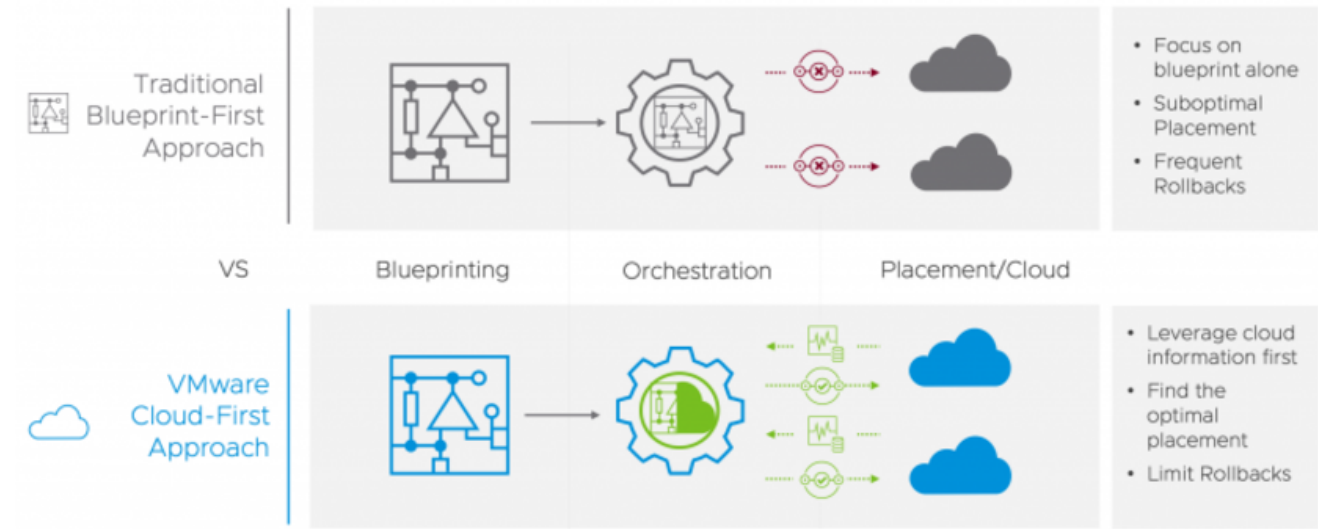 Traditional
Blueprint-First
Approach
• Focus on
blueprint alone
• Suboptimal
Placement
• Frequent
Rollbacks
VS
Blueprinting
Orchestration
Placement/Cloud
VMware
Cloud-First
Approach
• Leverage cloud
information first
• Find the
optimal
placement
• Limit Rollbacks